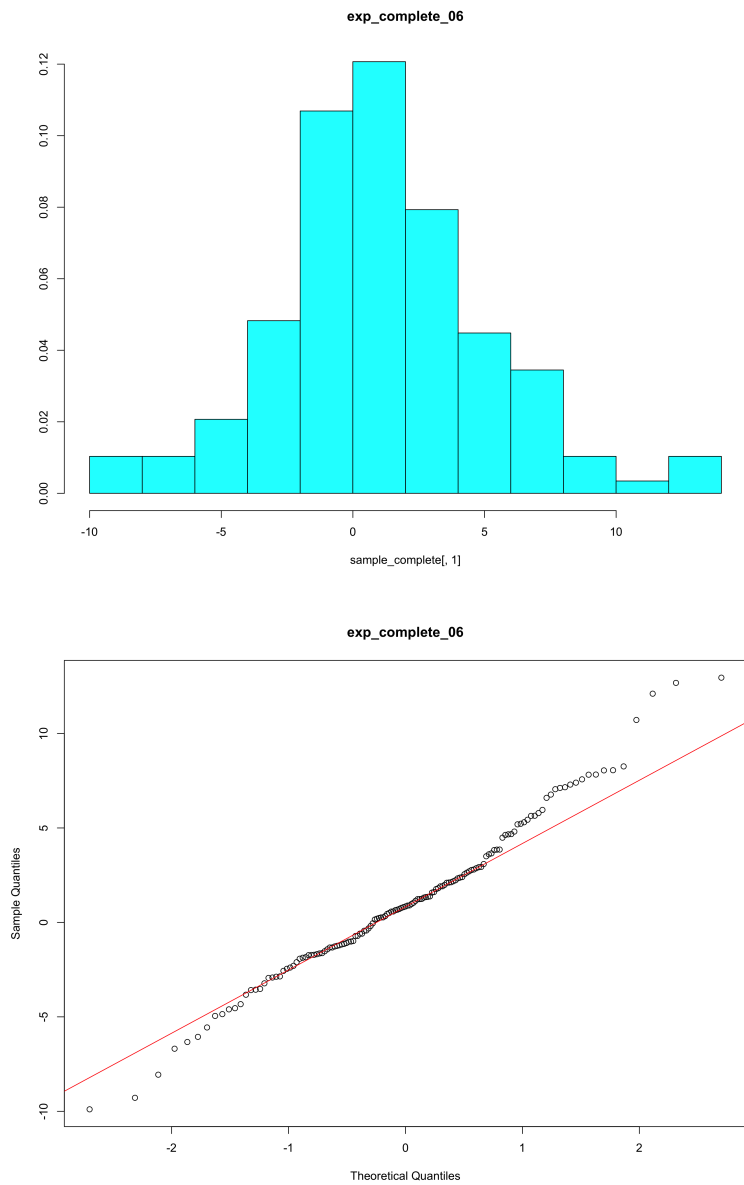 exp_complete_06
0.12
0.10
0.08
0.06
0.04
0.02
0.00
-10 -5 0 5 10
sample_complete[, 1]
exp_complete_06
10
5
0
-5
-10
Sample Quantiles
-2 -1 0 1 2
Theoretical Quantiles